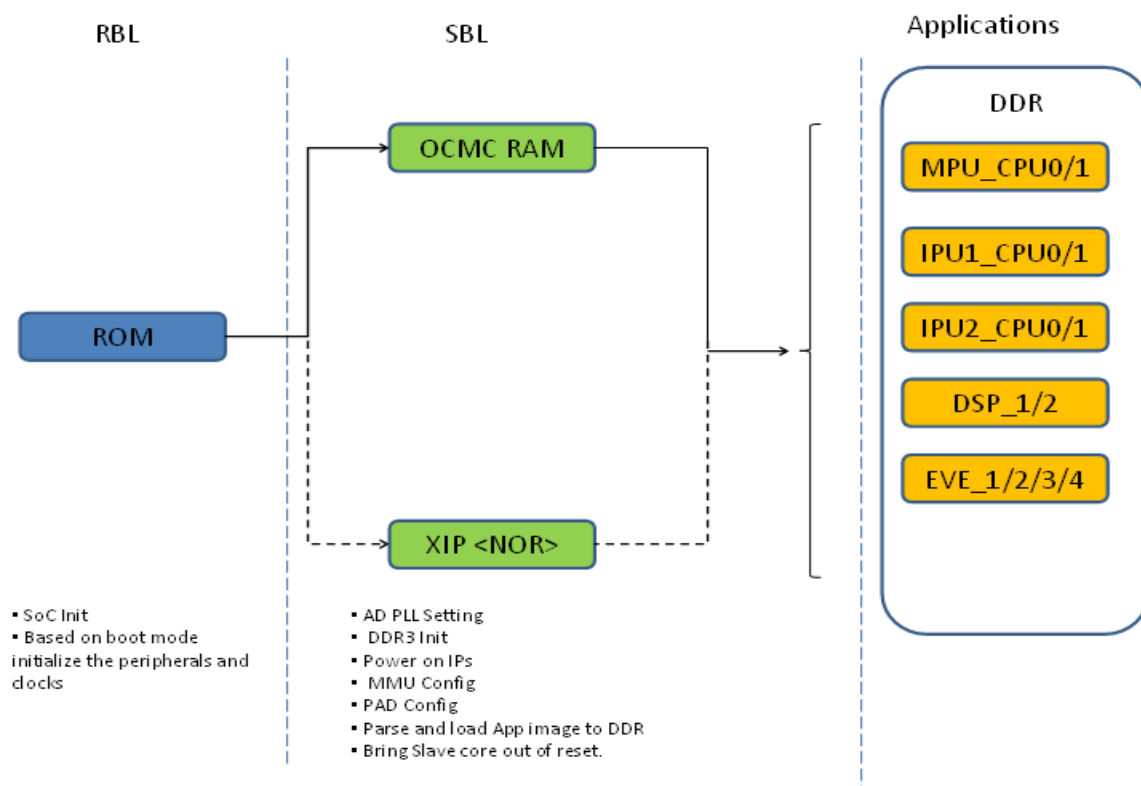 RBL
SBL
Applications
DDR
OCMC RAM
MPU_CPU0/1
IPU1_CPU0/1
ROM
IPU2_CPU0/1
DSP_1/2
EVE_1/2/3/4
XIP <NOR>
▪ SoC Init
▪ Based on boot mode
initialize the peripherals and
clocks
▪ AD PLL Setting
▪ DDR3 Init
▪ Power on IPs
▪ MMU Config
▪ PAD Config
▪ Parse and load App image to DDR
▪ Bring Slave core out of reset.